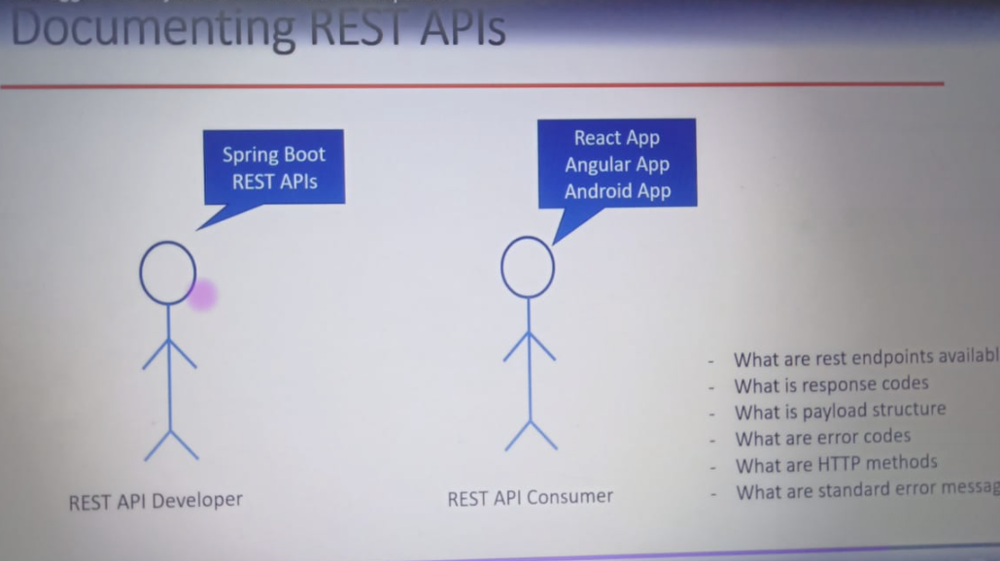 Documenting REST APIs
Spring Boot
REST APIs
React App
Angular App
Android App
- What are rest endpoints availabl
- What is response codes
- What is payload structure
- What are error codes
- What are HTTP methods
- What are standard error messag
REST API Developer
REST API Consumer